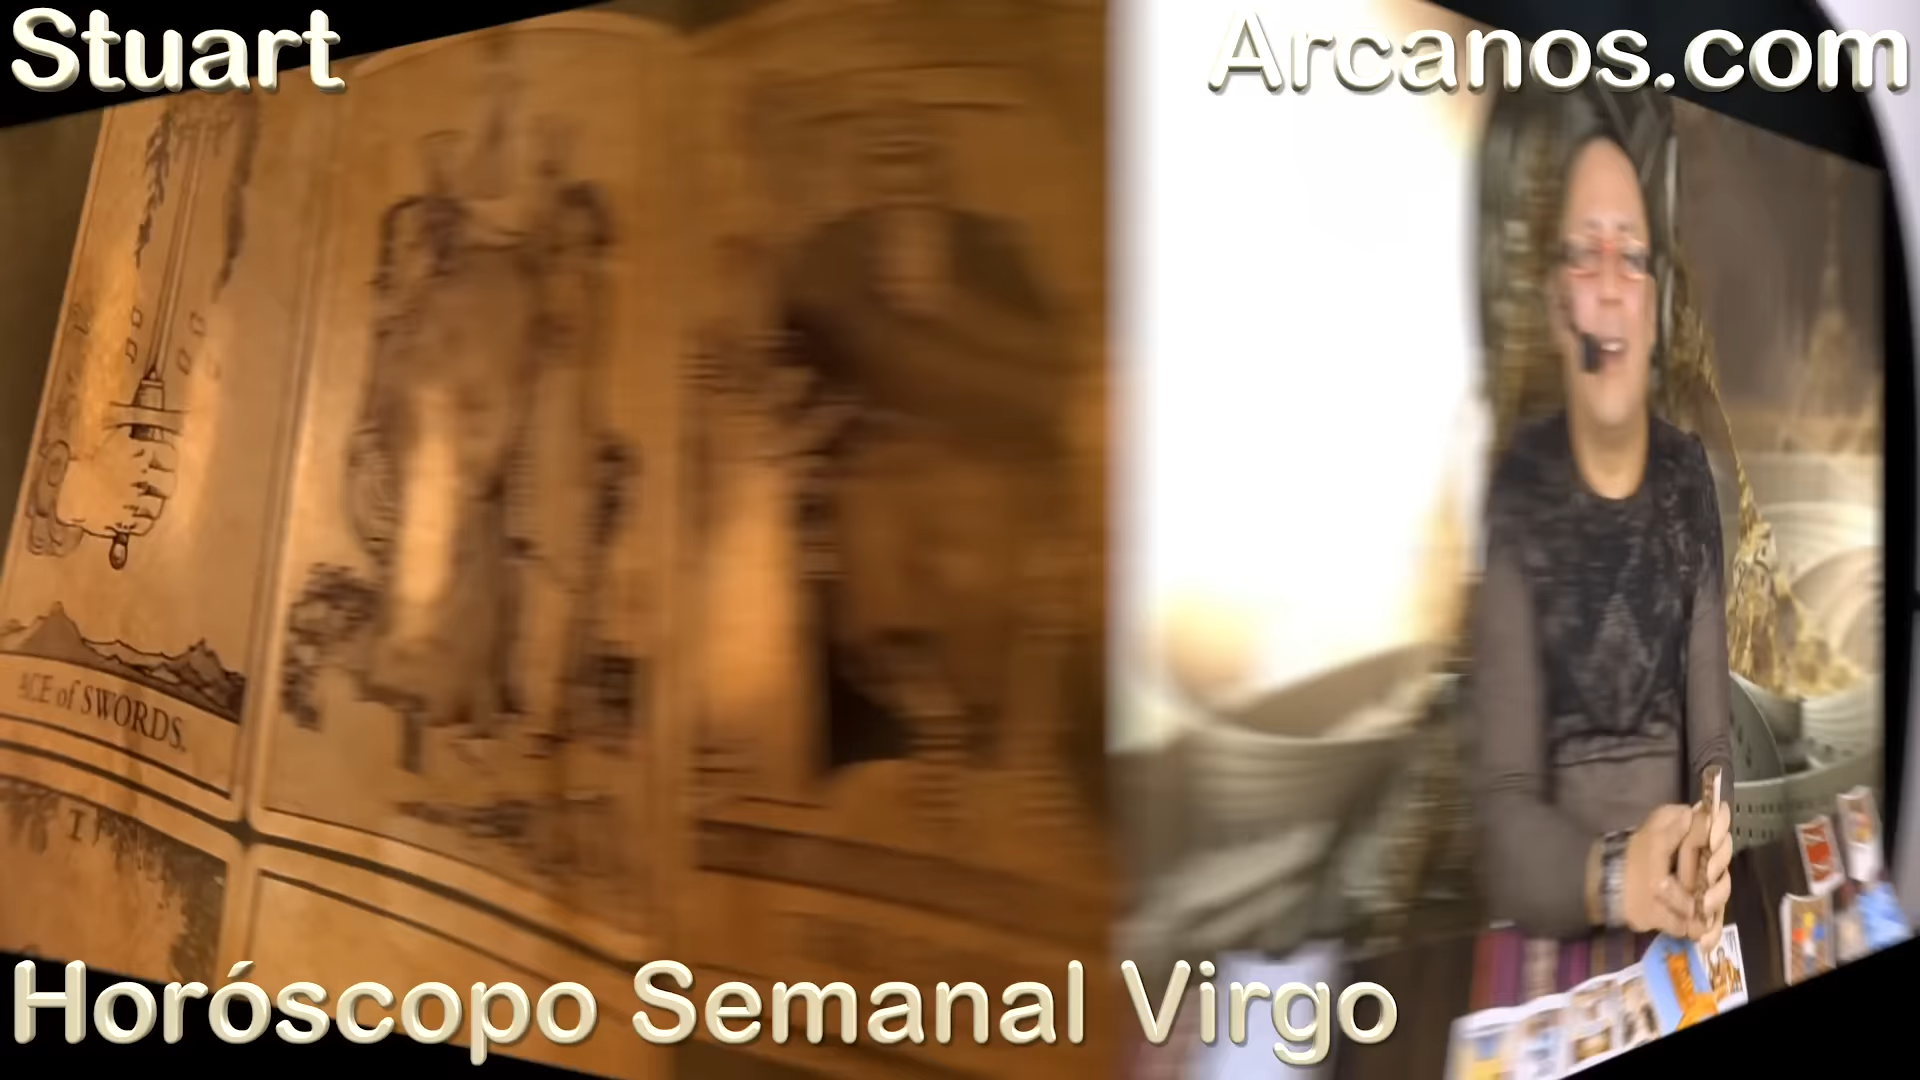 Stuart
Arcanos.com
ACE of SWORDS.
I
Horóscopo Semanal Virgo